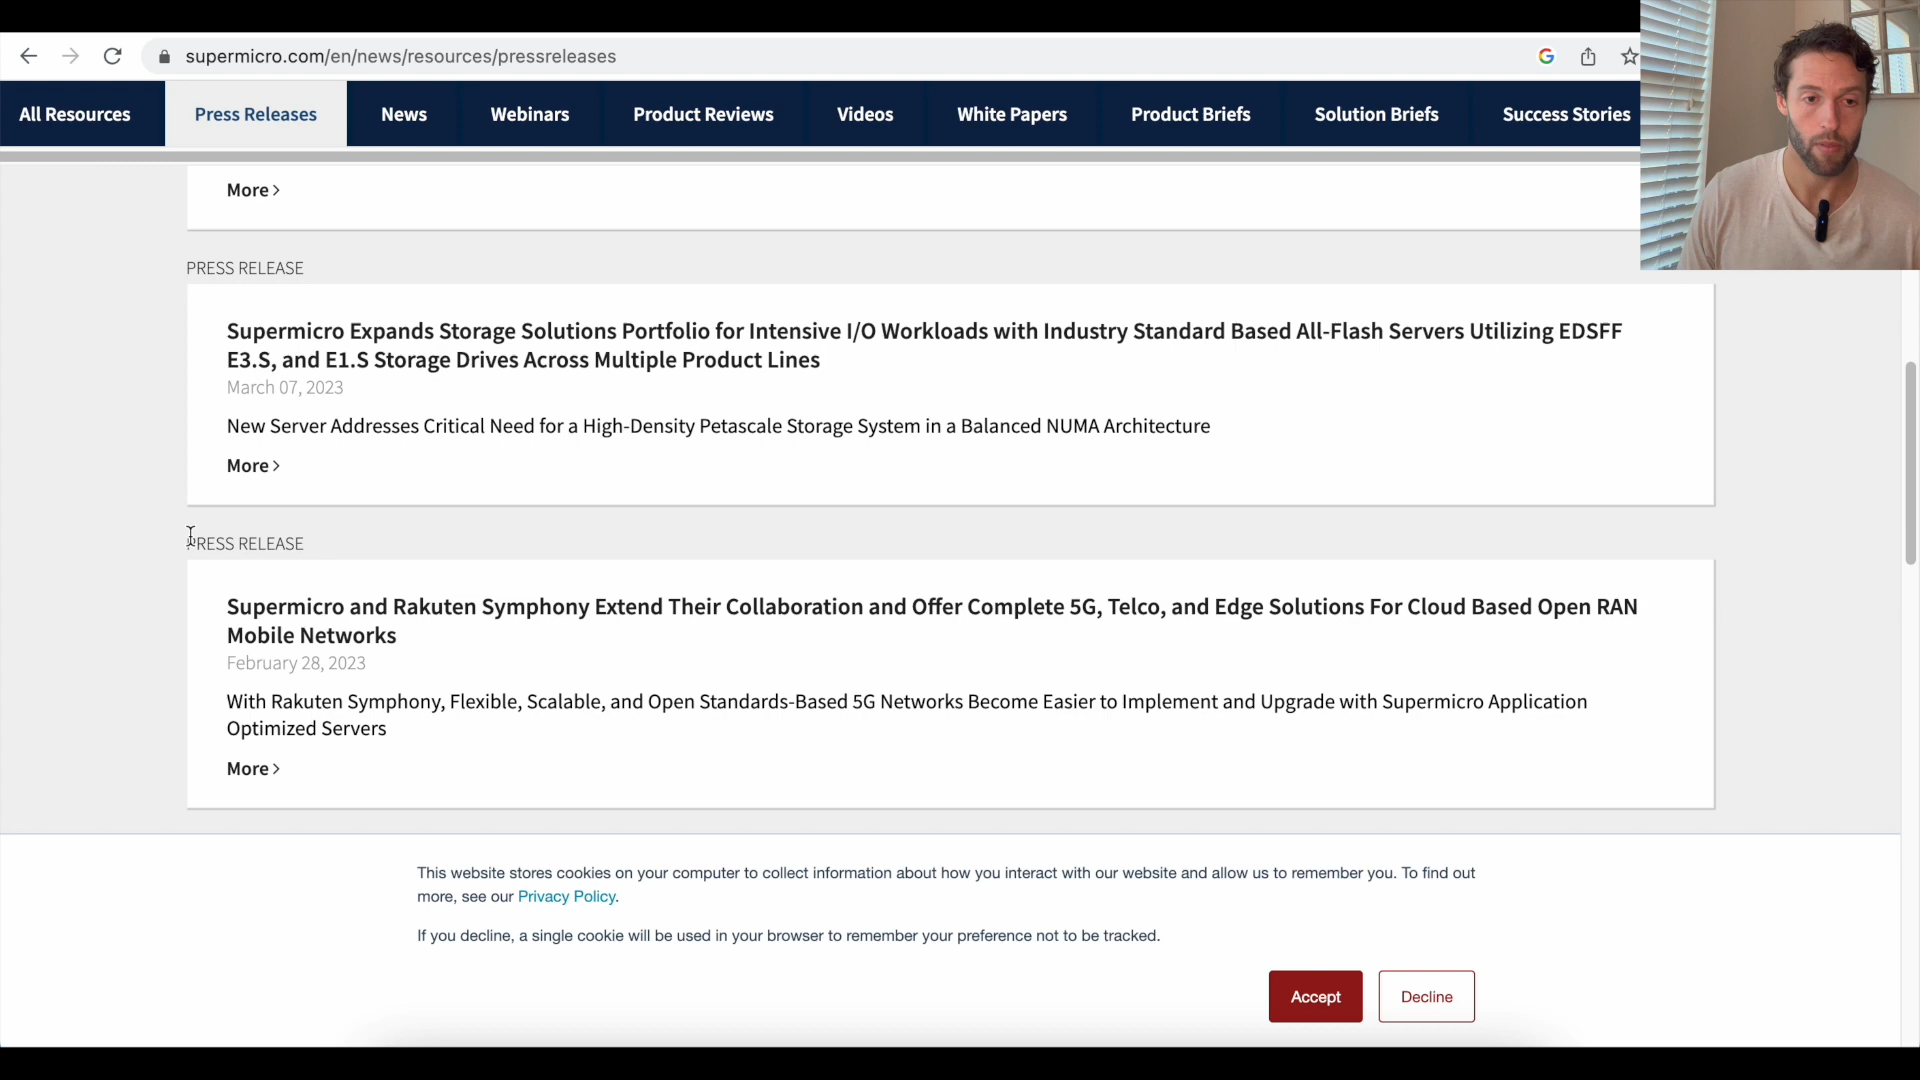 supermicro.com/en/news/resources/pressreleases
All Resources
Press Releases
News
Webinars
Product Reviews
Videos
White Papers
Product Briefs
Solution Briefs
Success Stories
More >
PRESS RELEASE
Supermicro Expands Storage Solutions Portfolio for Intensive I/O Workloads with Industry Standard Based All-Flash Servers Utilizing EDSFF
E3.S, and E1.S Storage Drives Across Multiple Product Lines
March 07, 2023
New Server Addresses Critical Need for a High-Density Petascale Storage System in a Balanced NUMA Architecture
More >
PRESS RELEASE
Supermicro and Rakuten Symphony Extend Their Collaboration and Offer Complete 5G, Telco, and Edge Solutions For Cloud Based Open RAN
Mobile Networks
February 28, 2023
With Rakuten Symphony, Flexible, Scalable, and Open Standards-Based 5G Networks Become Easier to Implement and Upgrade with Supermicro Application
Optimized Servers
More >
This website stores cookies on your computer to collect information about how you interact with our website and allow us to remember you. To find out
more, see our Privacy Policy.
If you decline, a single cookie will be used in your browser to remember your preference not to be tracked.
Accept
Decline